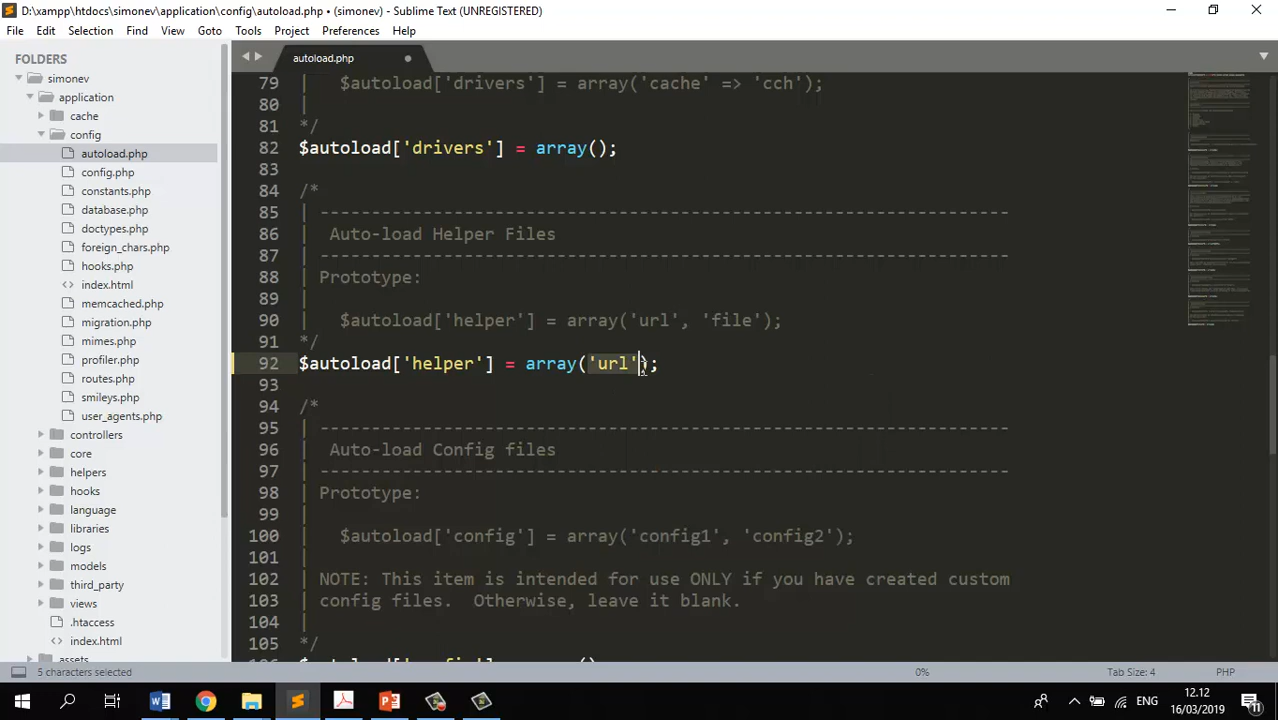 D:\xampp\htdocs\simonev\application\config\autoload.php • (simonev) - Sublime Text (UNREGISTERED)
File Edit Selection Find View Goto Tools Project Preferences Help
FOLDERS
simonev
application
cache
config
autoload.php
config.php
constants.php
database.php
doctypes.php
foreign_chars.php
hooks.php
index.html
memcached.php
migration.php
mimes.php
profiler.php
routes.php
smileys.php
user_agents.php
controllers
core
helpers
hooks
language
libraries
logs
models
third_party
views
.htaccess
index.html
assets
autoload.php
79 | $autoload['drivers'] = array('cache' => 'cch');
80 |
81 */
82 $autoload['drivers'] = array();
83
84 /*
85 | -------------------------------------------------------------------
86 | Auto-load Helper Files
87 | -------------------------------------------------------------------
88 | Prototype:
89 |
90 | $autoload['helper'] = array('url', 'file');
91 */
92 $autoload['helper'] = array('url');
93
94 /*
95 | -------------------------------------------------------------------
96 | Auto-load Config files
97 | -------------------------------------------------------------------
98 | Prototype:
99 |
100 | $autoload['config'] = array('config1', 'config2');
101 |
102 | NOTE: This item is intended for use ONLY if you have created custom
103 | config files. Otherwise, leave it blank.
104 |
105 */
5 characters selected 0% Tab Size: 4 PHP
ENG 12.12
16/03/2019 11